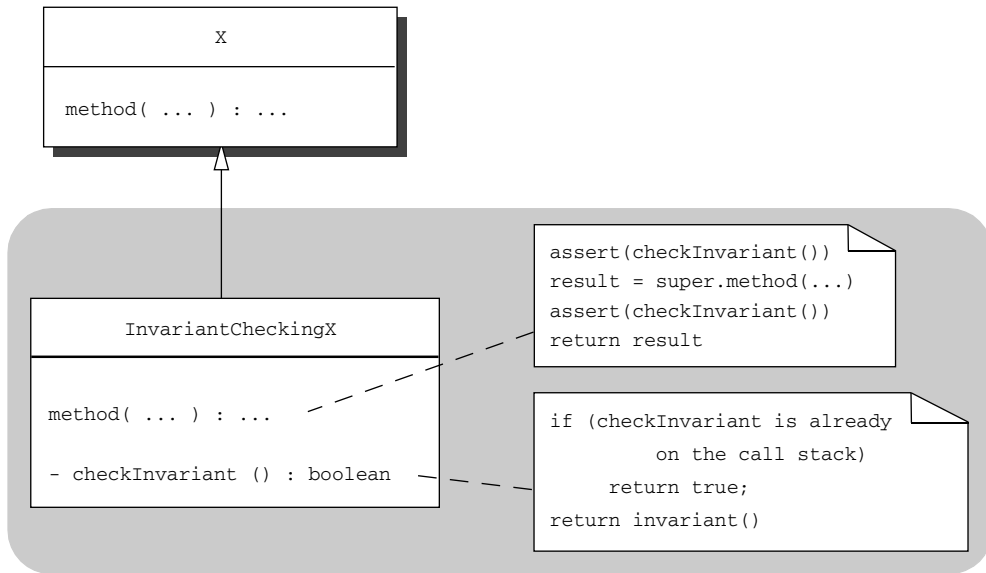 X
method( ... ) : ...
InvariantCheckingX
method( ... ) : ...
- checkInvariant () : boolean
assert(checkInvariant())
result = super.method(...)
assert(checkInvariant())
return result
if (checkInvariant is already
on the call stack)
return true;
return invariant()